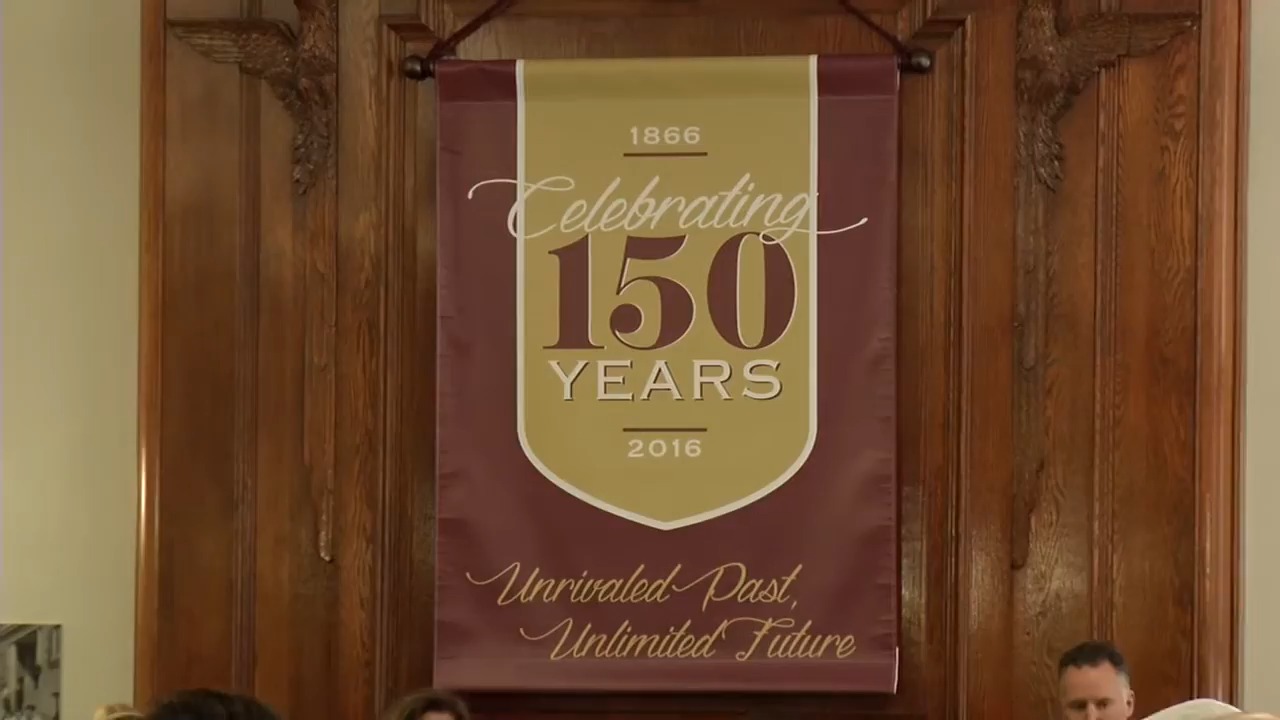 1866
Celebrating
150
YEARS
2016
Unrivaled Past,
Unlimited Future